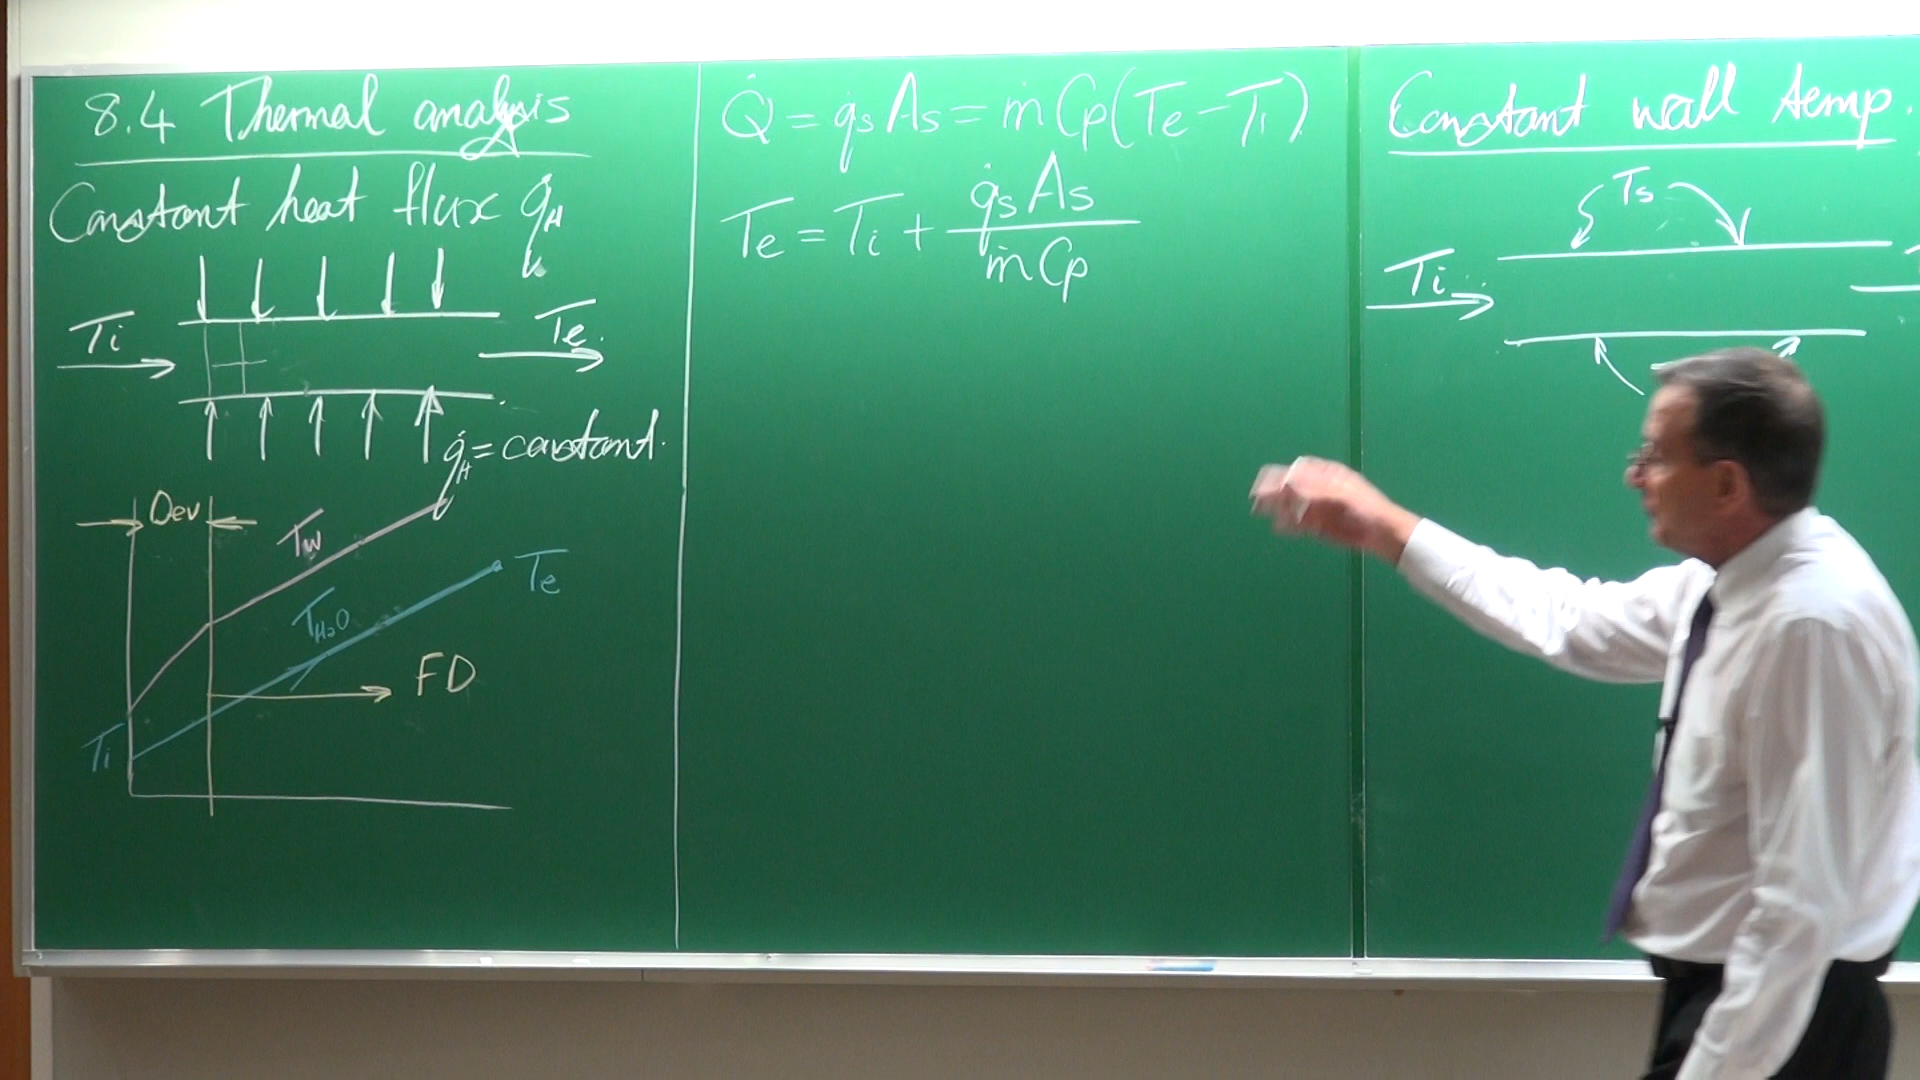 8.4 Thermal analysis
Constant heat flux q̇H
Ti
Te.
q̇H = constant.
Dev
Tw
Te
TH₂O
FD
Ti
Q̇ = q̇s As = ṁ Cp (Te - Ti)
Te = Ti + q̇s As / ṁ Cp
Constant wall temp.
Ts
Ti